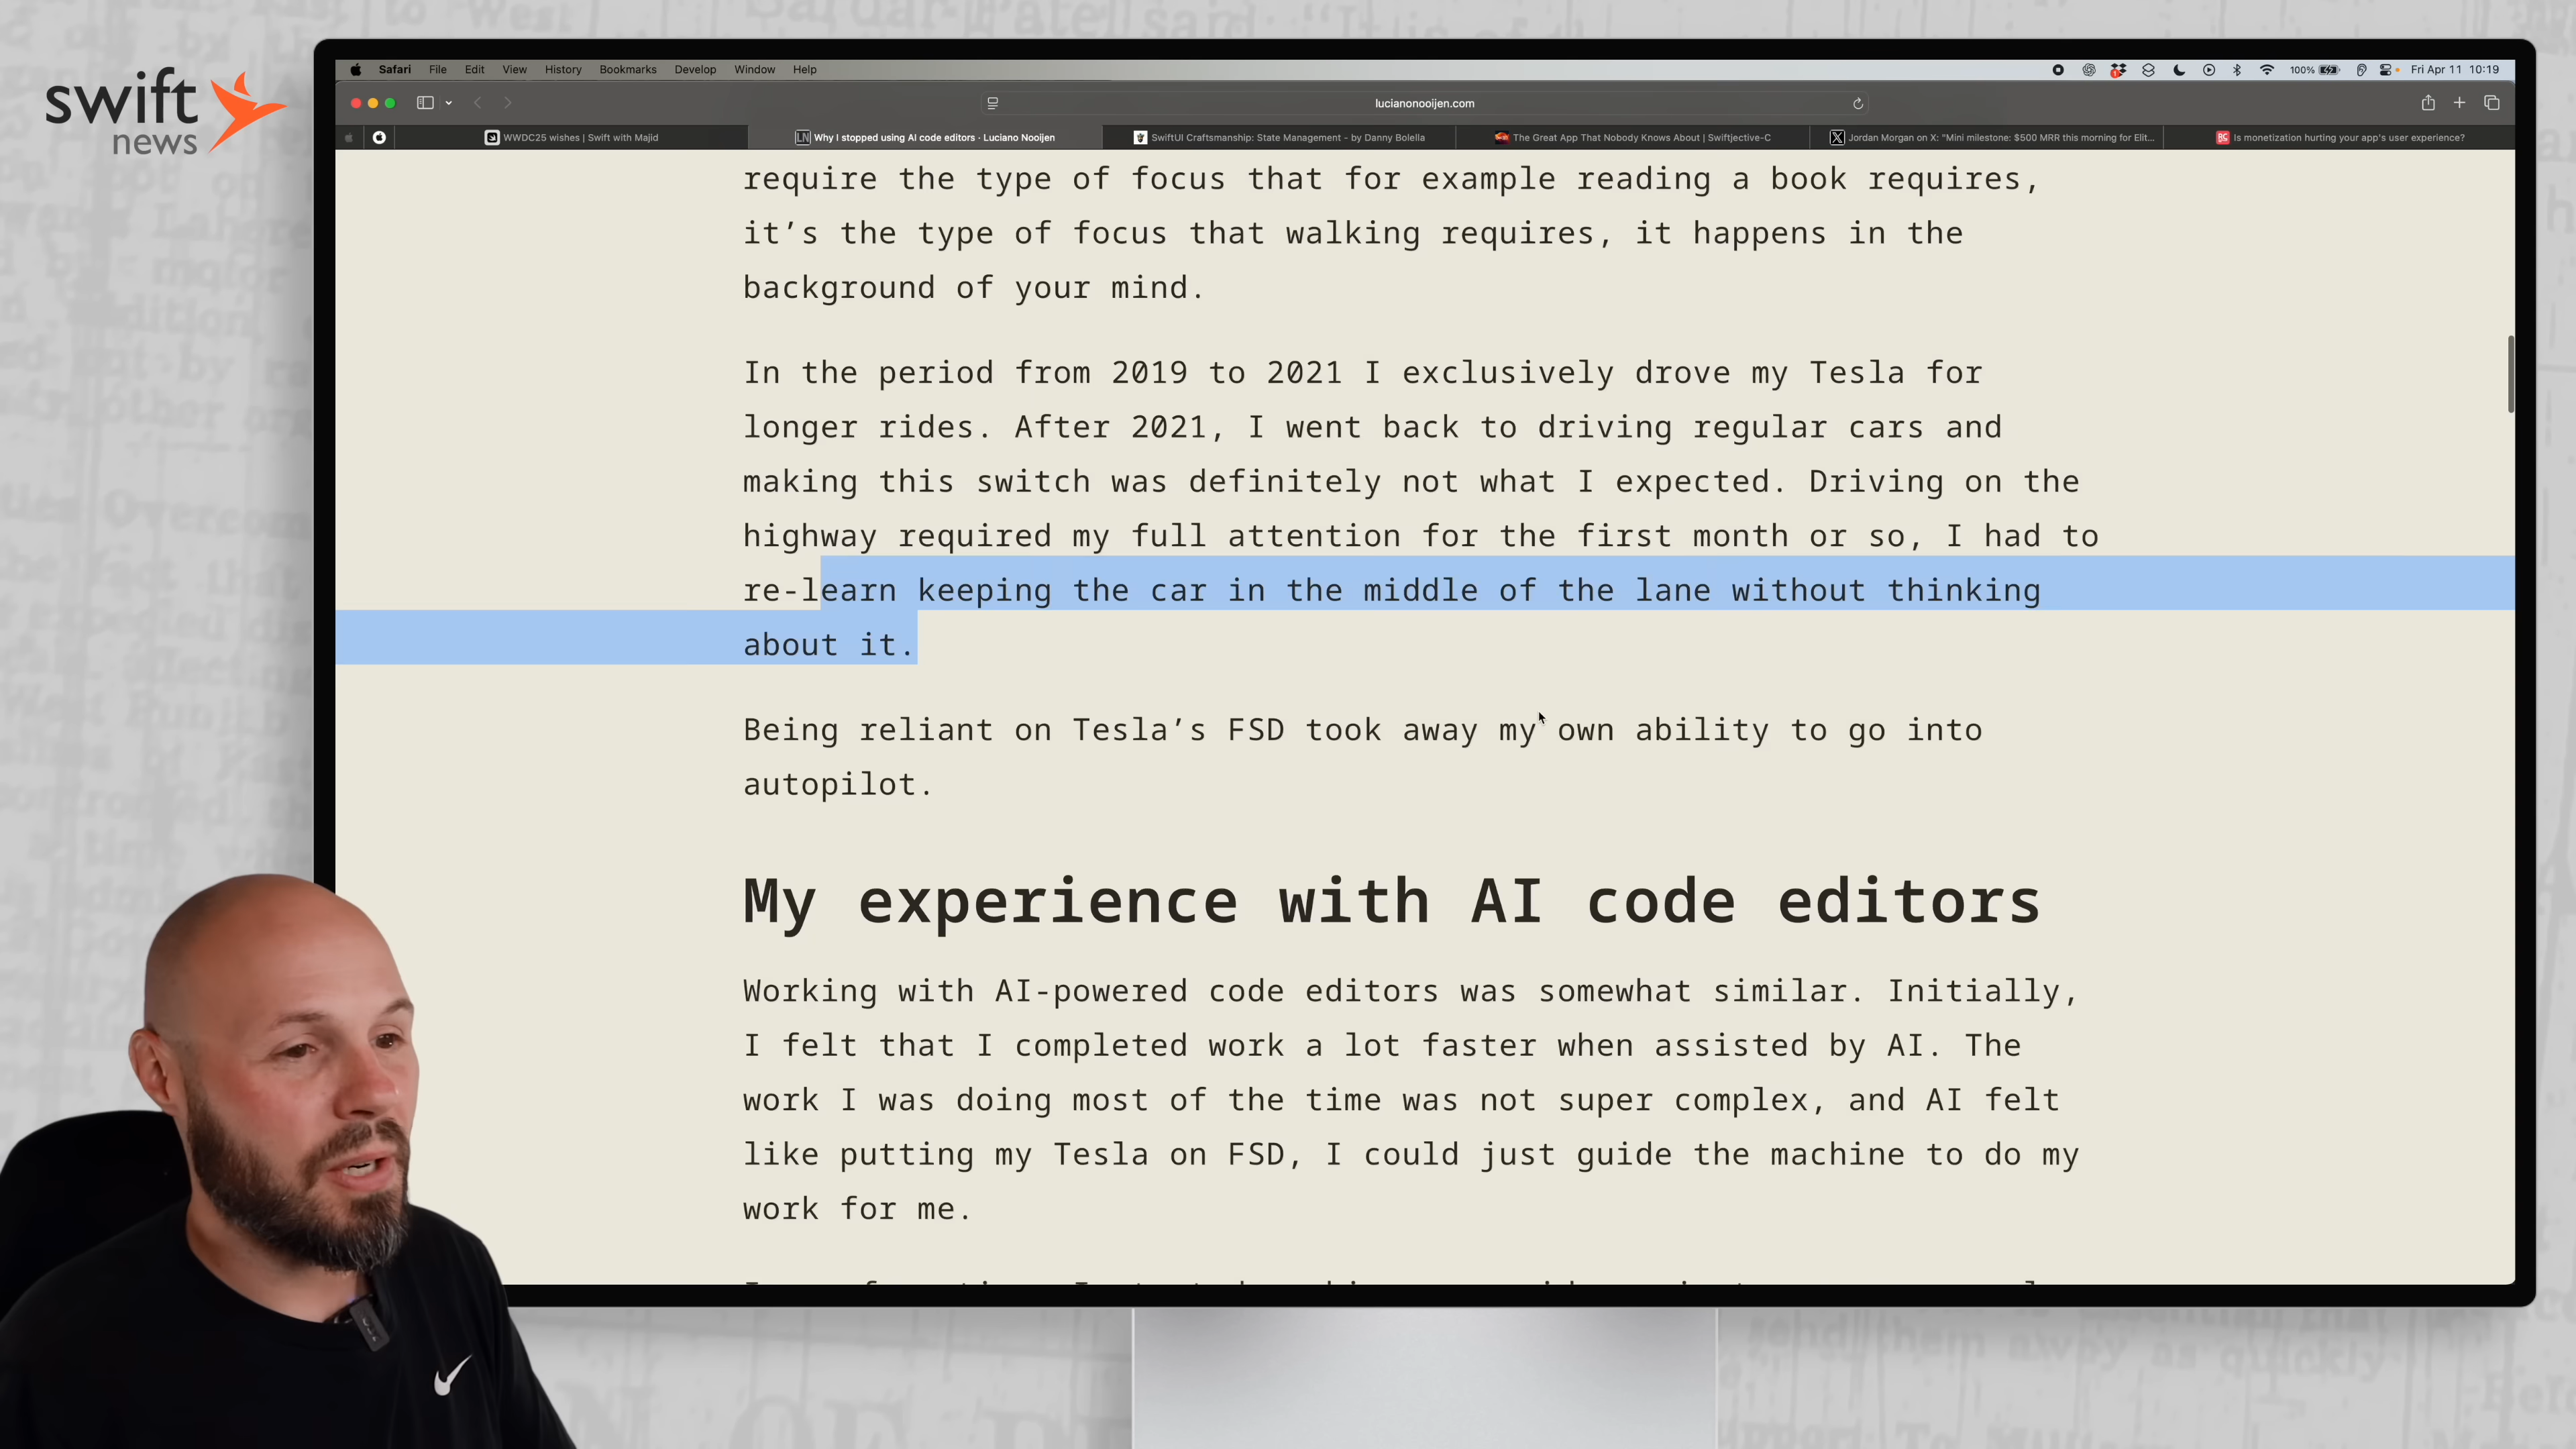 swift
news
Safari File Edit View History Bookmarks Develop Window Help
100% Fri Apr 11 10:19
lucianonooijen.com
WWDC25 wishes | Swift with Majid
LN Why I stopped using AI code editors · Luciano Nooijen
SwiftUI Craftsmanship: State Management - by Danny Bolella
The Great App That Nobody Knows About | Swiftjective-C
Jordan Morgan on X: "Mini milestone: $500 MRR this morning for Elit...
RC Is monetization hurting your app's user experience?
require the type of focus that for example reading a book requires,
it’s the type of focus that walking requires, it happens in the
background of your mind.
In the period from 2019 to 2021 I exclusively drove my Tesla for
longer rides. After 2021, I went back to driving regular cars and
making this switch was definitely not what I expected. Driving on the
highway required my full attention for the first month or so, I had to
re-learn keeping the car in the middle of the lane without thinking
about it.
Being reliant on Tesla’s FSD took away my own ability to go into
autopilot.
My experience with AI code editors
Working with AI-powered code editors was somewhat similar. Initially,
I felt that I completed work a lot faster when assisted by AI. The
work I was doing most of the time was not super complex, and AI felt
like putting my Tesla on FSD, I could just guide the machine to do my
work for me.